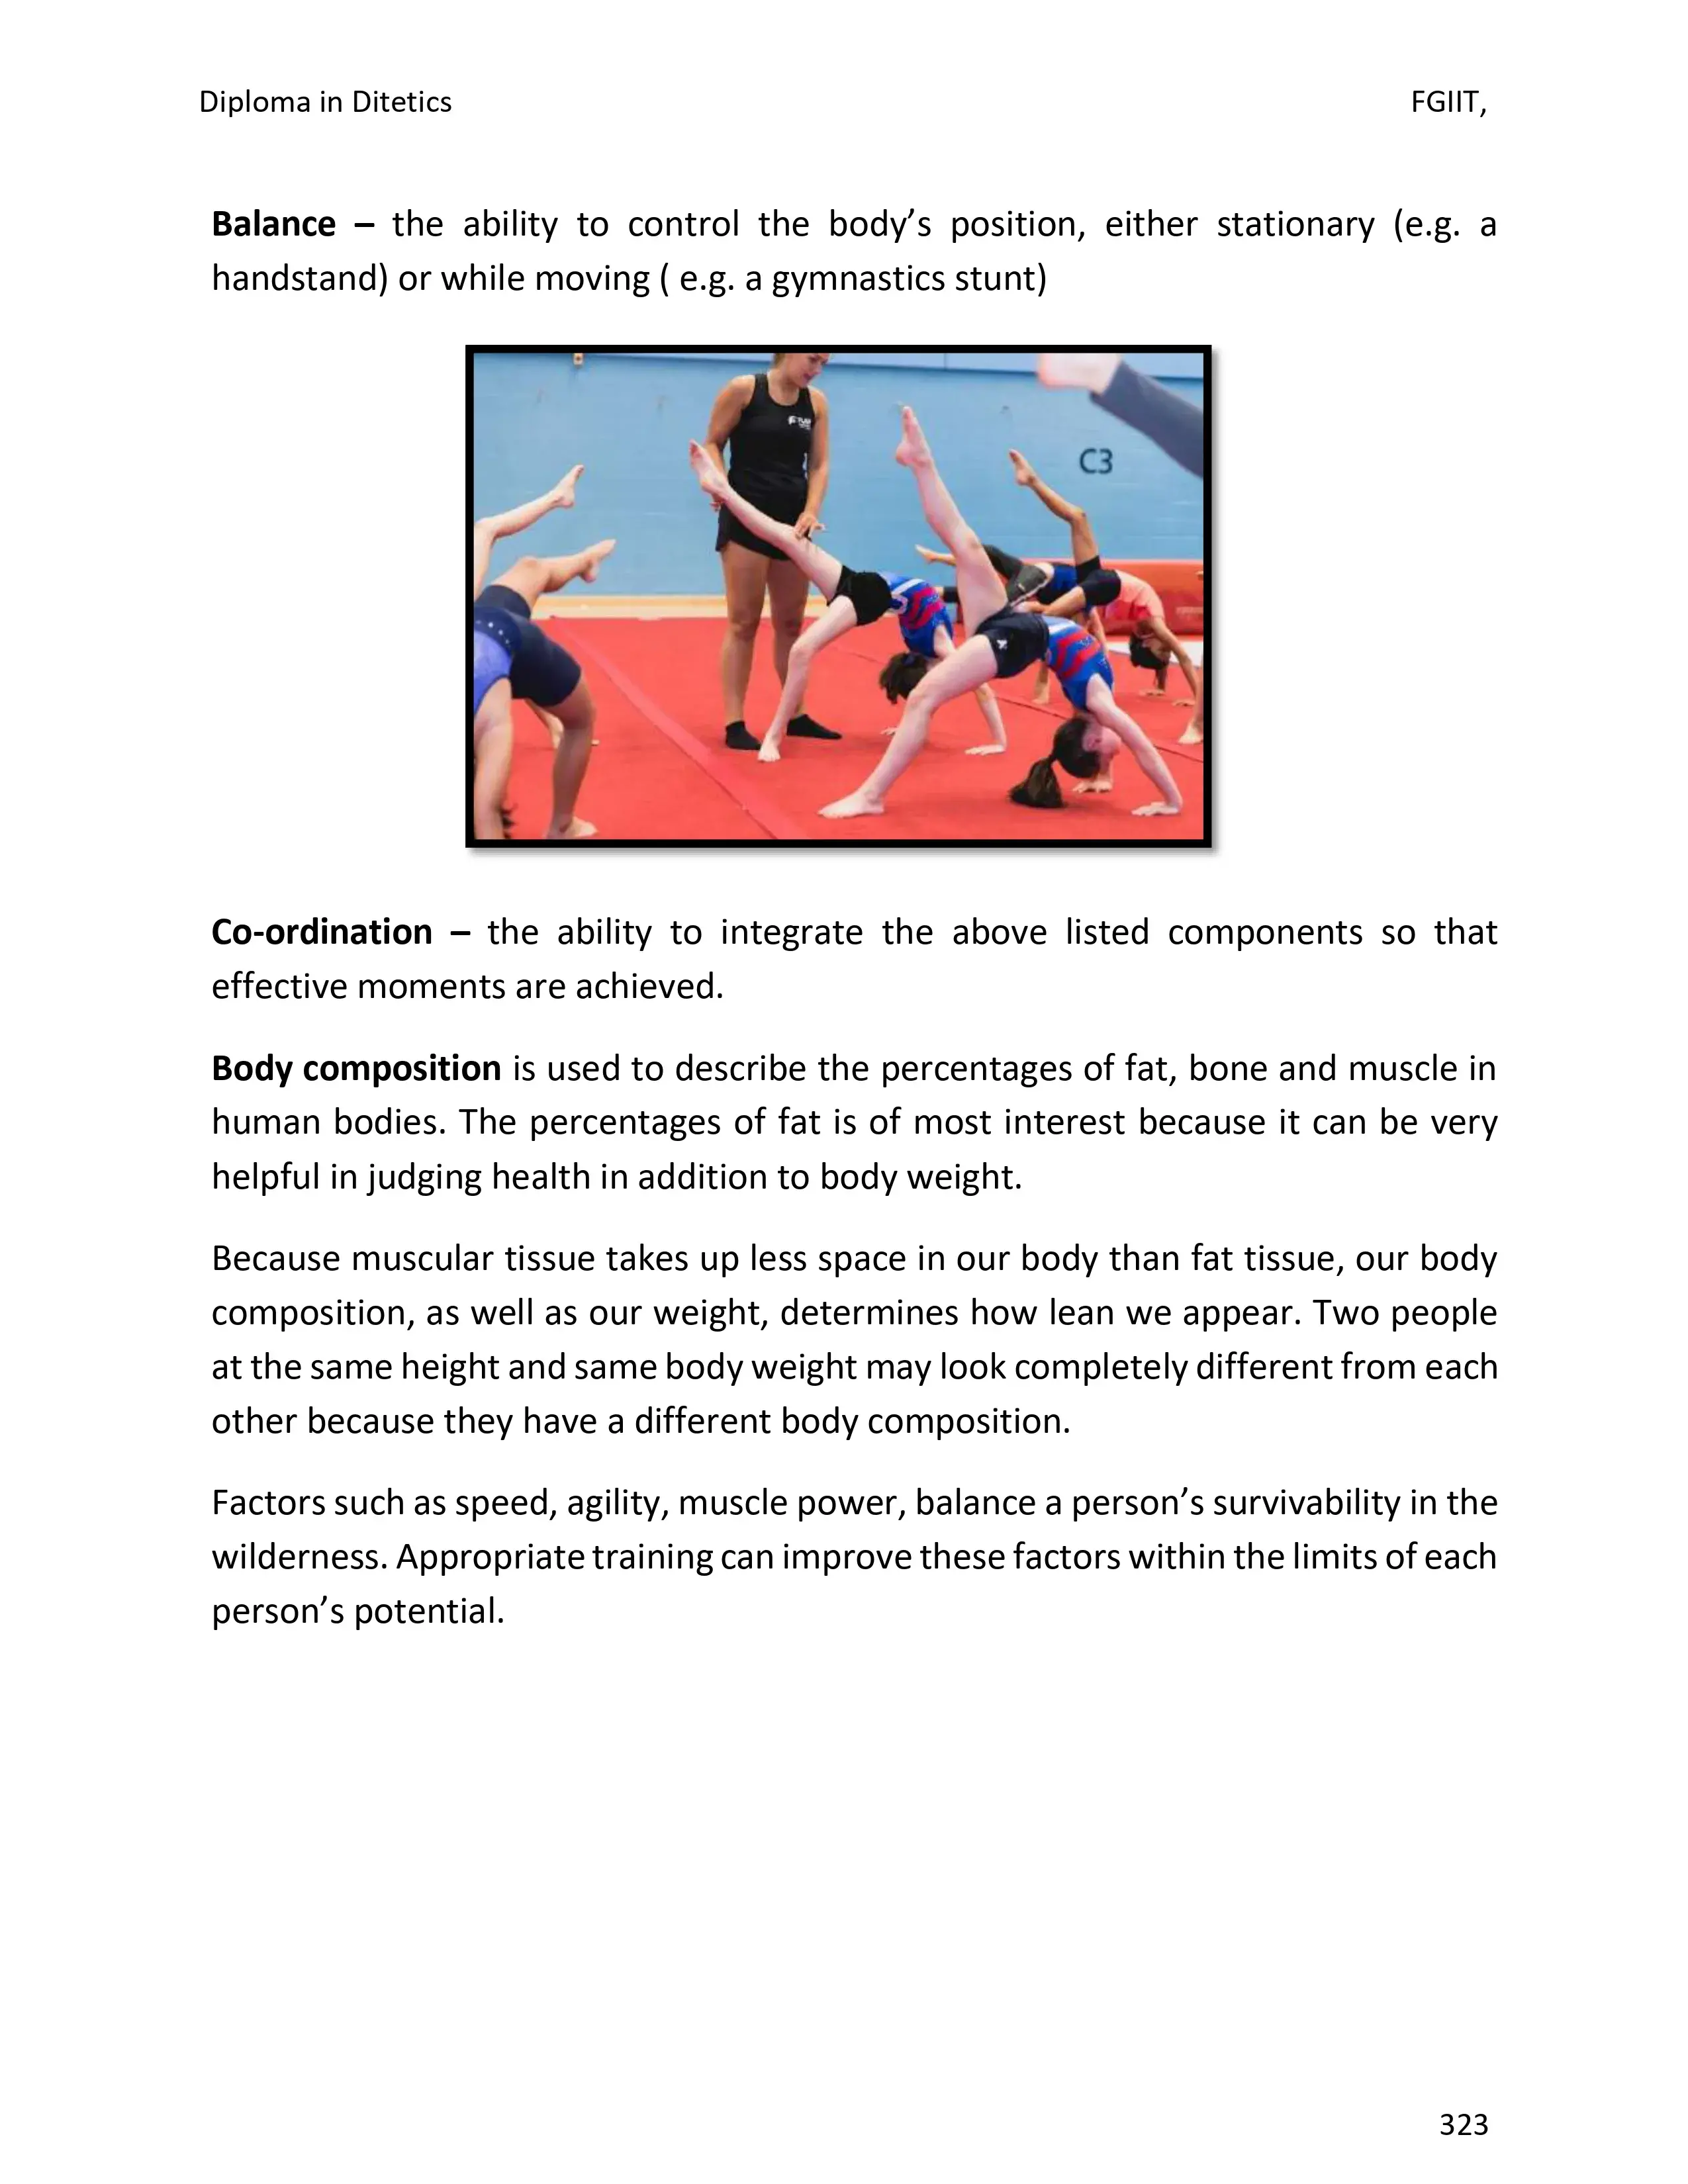 Diploma in Ditetics FGIIT,
Balance – the ability to control the body’s position, either stationary (e.g. a
handstand) or while moving ( e.g. a gymnastics stunt)
C3
Co-ordination – the ability to integrate the above listed components so that
effective moments are achieved.
Body composition is used to describe the percentages of fat, bone and muscle in
human bodies. The percentages of fat is of most interest because it can be very
helpful in judging health in addition to body weight.
Because muscular tissue takes up less space in our body than fat tissue, our body
composition, as well as our weight, determines how lean we appear. Two people
at the same height and same body weight may look completely different from each
other because they have a different body composition.
Factors such as speed, agility, muscle power, balance a person’s survivability in the
wilderness. Appropriate training can improve these factors within the limits of each
person’s potential.
323